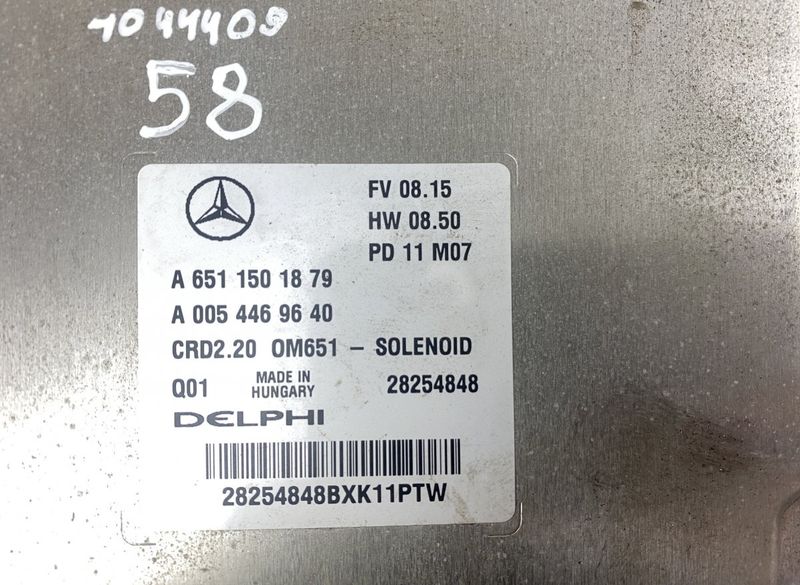 1044409
58
FV 08.15
HW 08.50
PD 11 M07
A 651 150 18 79
A 005 446 96 40
CRD2.20 OM651 – SOLENOID
Q01 MADE IN HUNGARY 28254848
DELPHI
28254848BXK11PTW